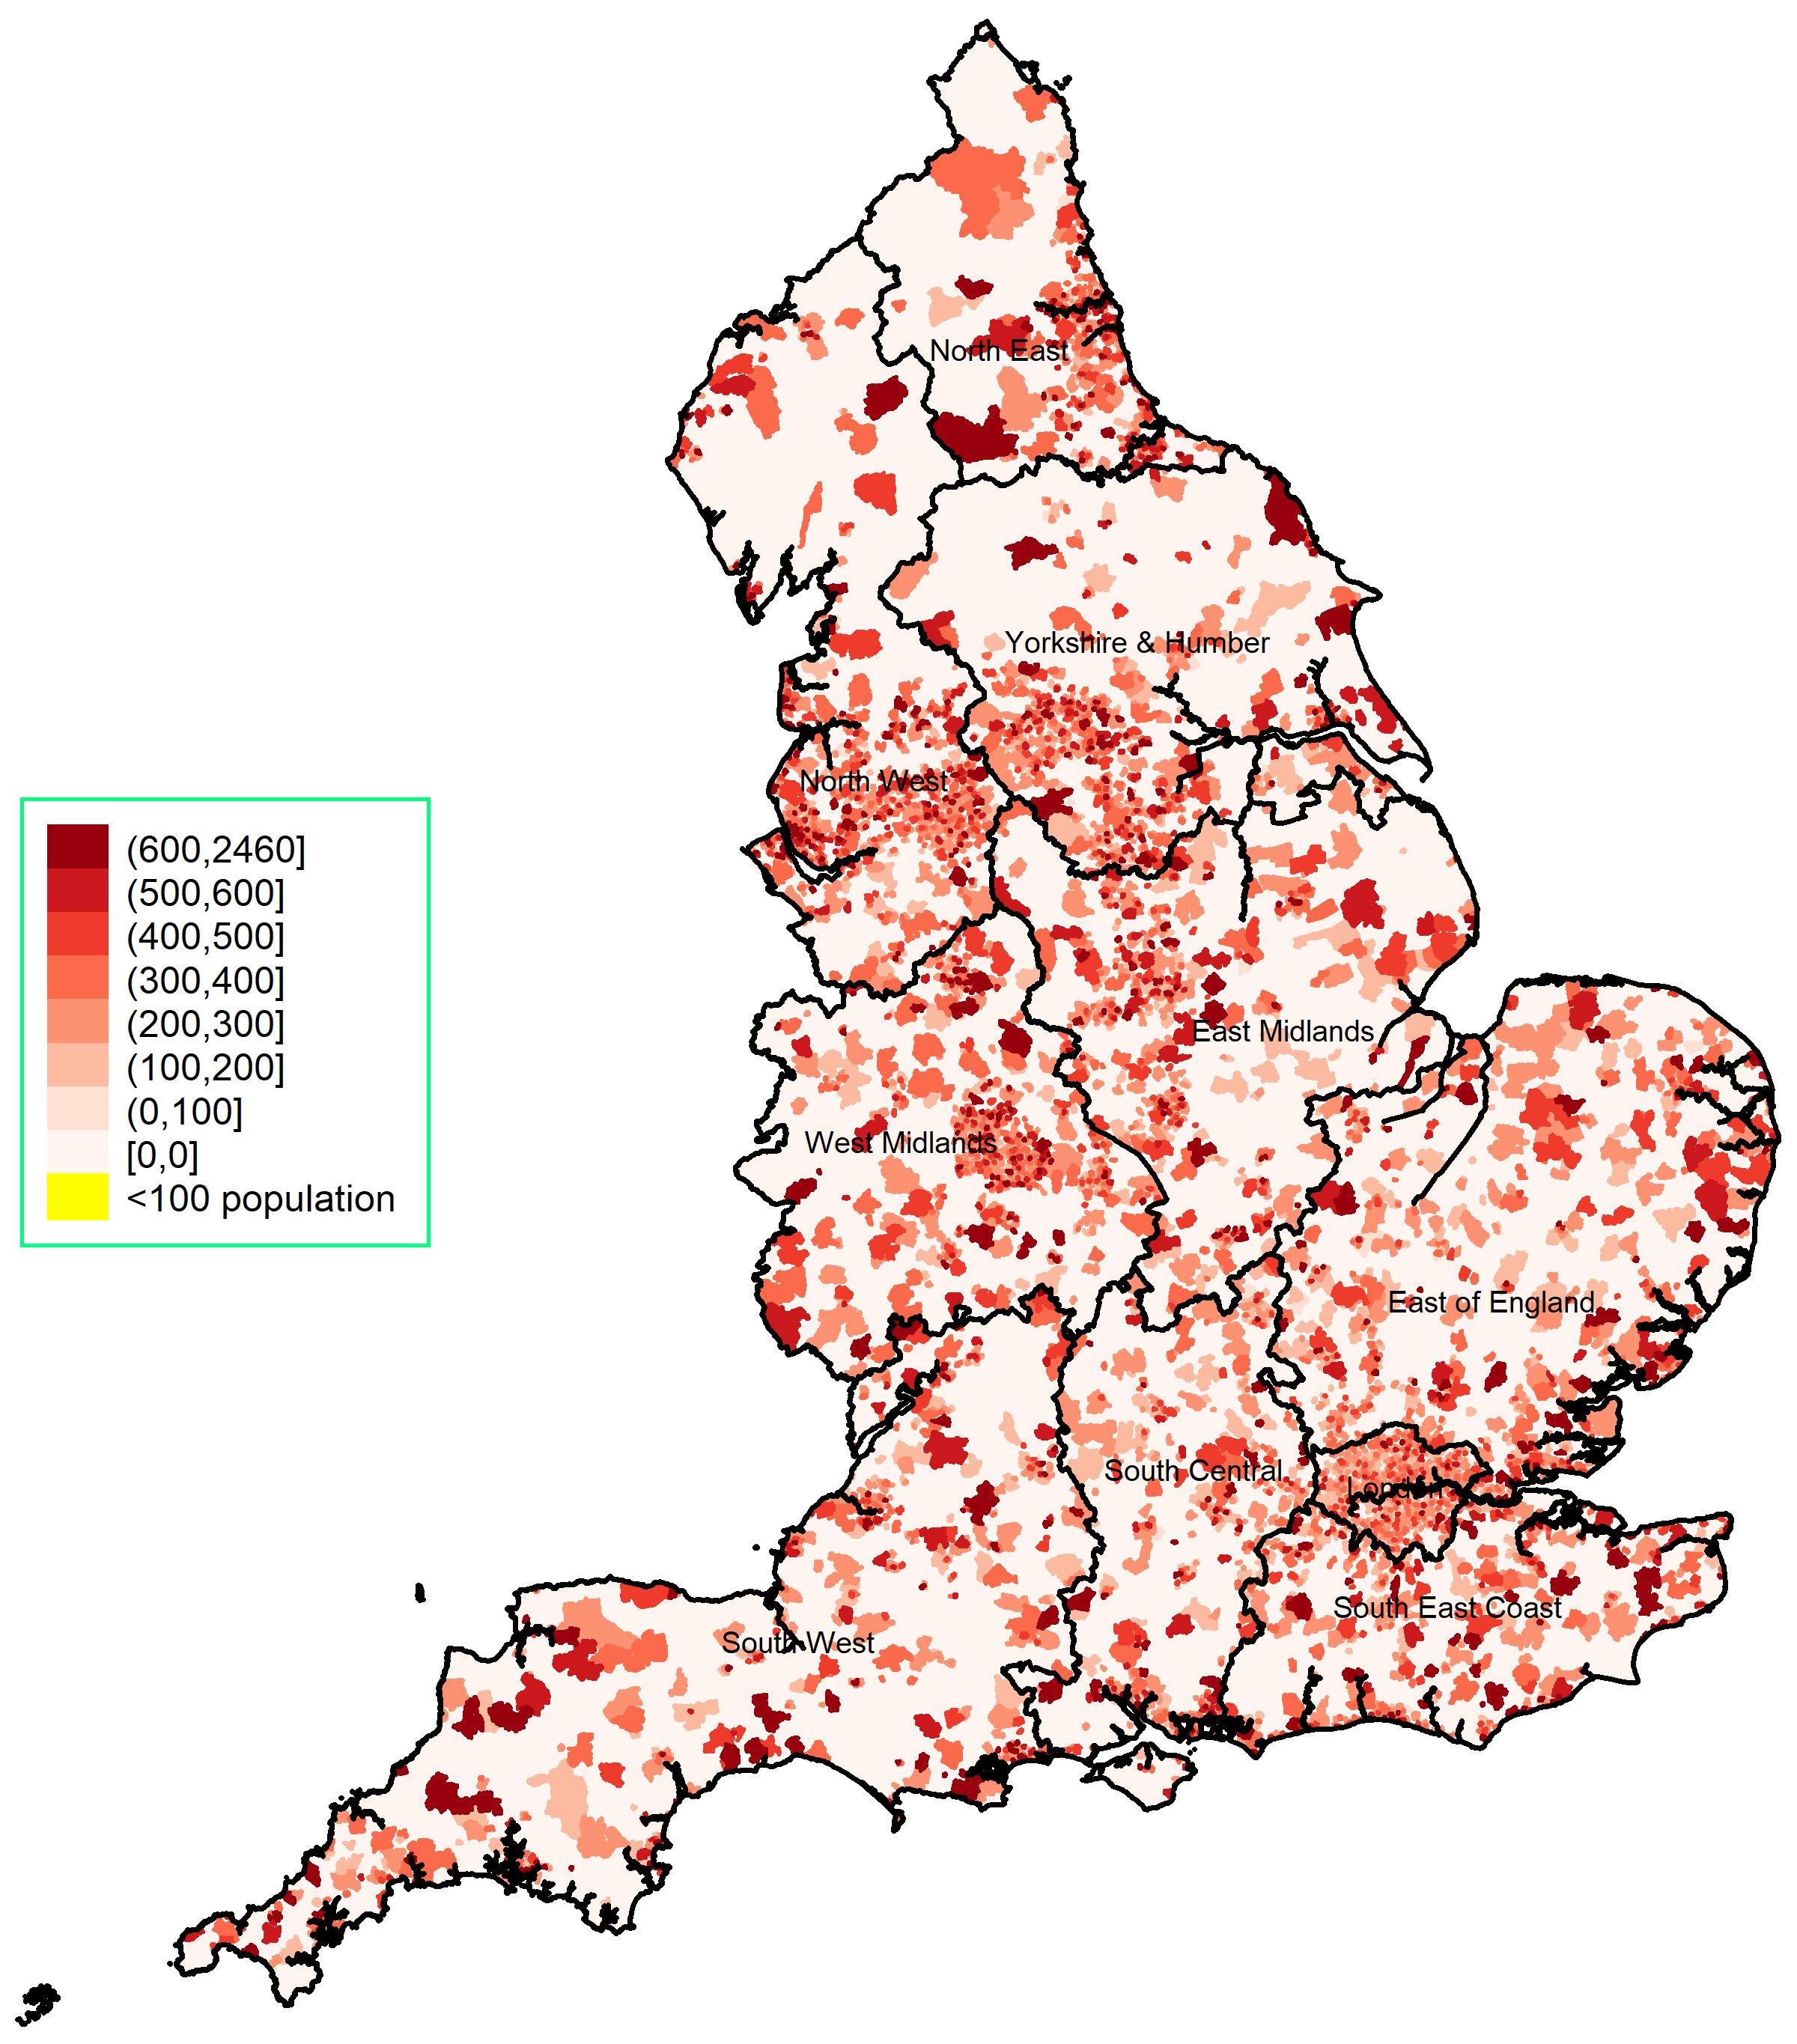 North East
Yorkshire & Humber
North West
(600,2460]
(500,600]
(400,500]
(300,400]
(200,300]
(100,200]
(0,100]
[0,0]
<100 population
East Midlands
West Midlands
East of England
South Central
London
South East Coast
South West